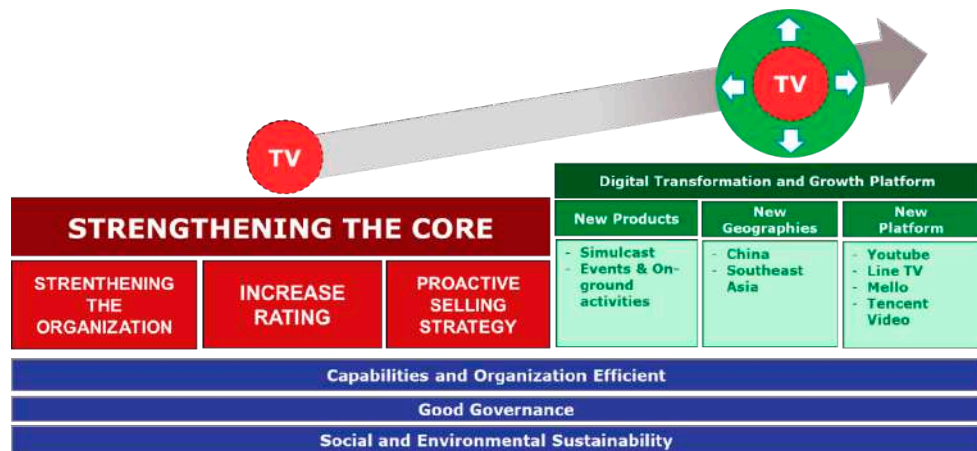 TV
TV
Digital Transformation and Growth Platform
STRENGTHENING THE CORE
New Products
New
Geographies
New
Platform
STRENTHENING
THE
ORGANIZATION
INCREASE
RATING
PROACTIVE
SELLING
STRATEGY
- Simulcast
- Events & On-
ground
activities
- China
- Southeast
Asia
- Youtube
- Line TV
- Mello
- Tencent
Video
Capabilities and Organization Efficient
Good Governance
Social and Environmental Sustainability